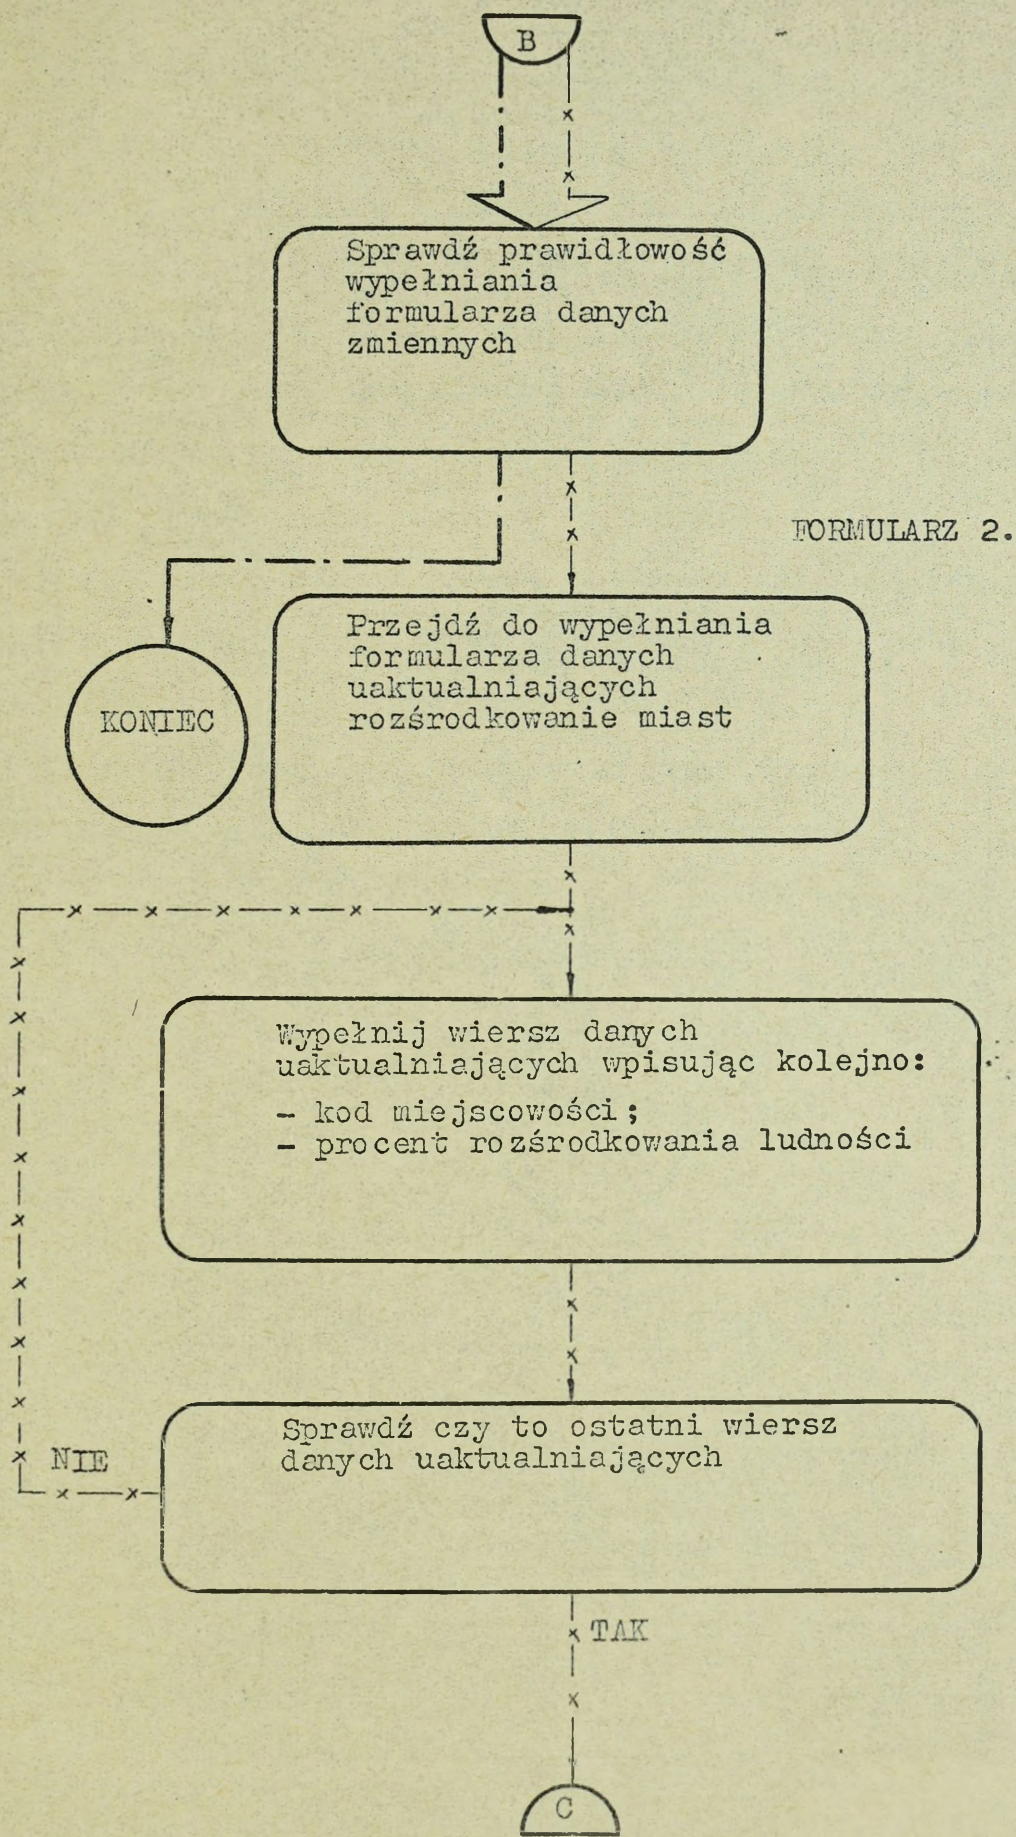 B
Sprawdź prawidłowość
wypełniania
formularza danych
zmiennych
FORMULARZ 2.
Przejdź do wypełniania
formularza danych
uaktualniających
rozśrodkowanie miast
KONIEC
Wypełnij wiersz danych
uaktualniających wpisując kolejno:
- kod miejscowości;
- procent rozśrodkowania ludności
Sprawdź czy to ostatni wiersz
danych uaktualniających
NIE
TAK
C